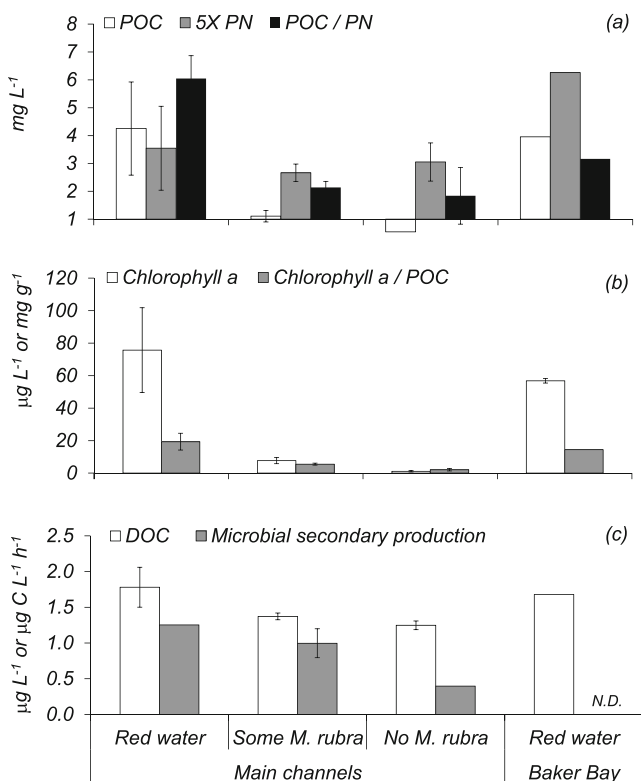 POC 5X PN POC / PN (a)
8
7
6
5
4
3
2
1
mg L-1
Chlorophyll a Chlorophyll a / POC (b)
120
100
80
60
40
20
0
µg L-1 or mg g-1
DOC Microbial secondary production (c)
2.5
2.0
1.5
1.0
0.5
0.0
µg L-1 or µg C L-1 h-1
N.D.
Red water Some M. rubra No M. rubra Red water
Main channels Baker Bay